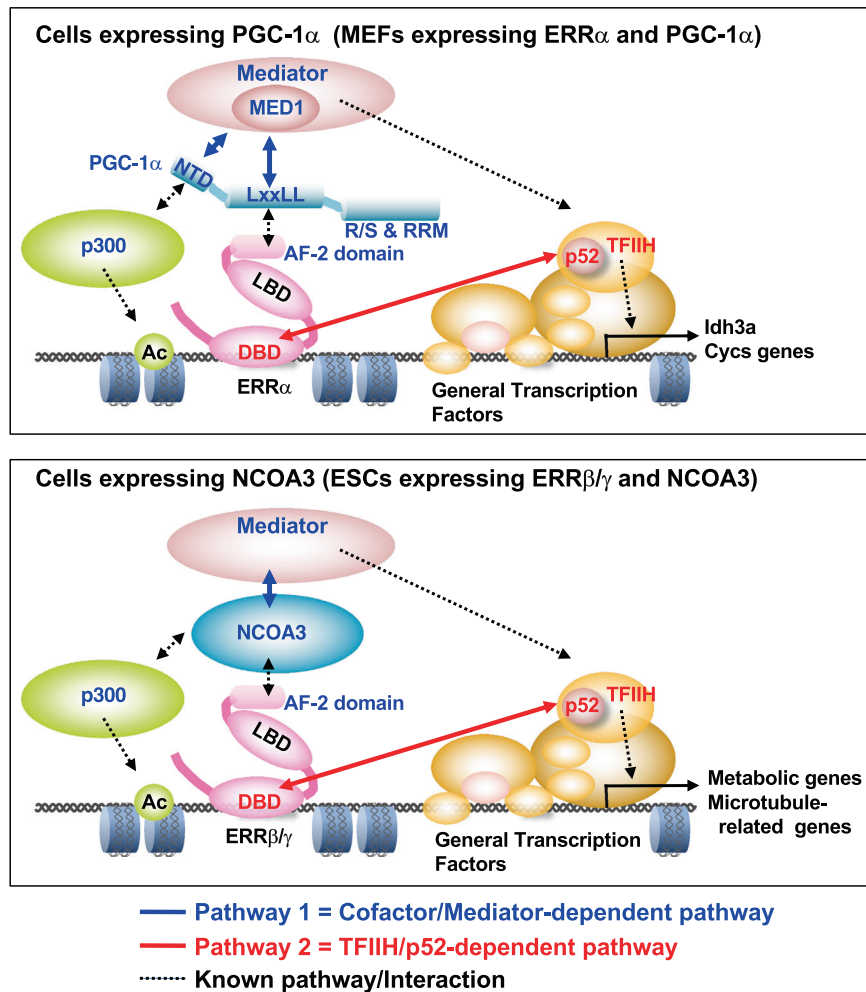 Cells expressing PGC-1α (MEFs expressing ERRα and PGC-1α)
Mediator
MED1
PGC-1α
NTD
LxxLL
R/S & RRM
p300
AF-2 domain
LBD
p52
TFIIH
Ac
DBD
ERRα
Idh3a
Cycs genes
General Transcription
Factors
Cells expressing NCOA3 (ESCs expressing ERRβ/γ and NCOA3)
Mediator
NCOA3
p300
AF-2 domain
LBD
p52
TFIIH
Ac
DBD
ERRβ/γ
Metabolic genes
Microtubule-
related genes
General Transcription
Factors
Pathway 1 = Cofactor/Mediator-dependent pathway
Pathway 2 = TFIIH/p52-dependent pathway
Known pathway/Interaction